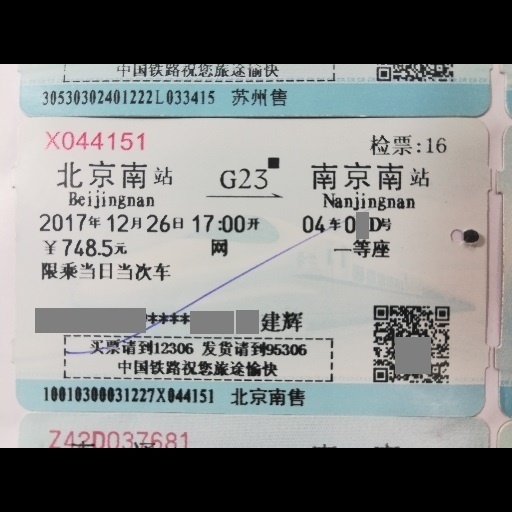 中国铁路祝您旅途愉快
30530302401222L033415 苏州售
X044151 检票:16
北京南站 G23 南京南站
Beijingnan Nanjingnan
2017年12月26日17:00开 04车0 D号
￥748.5元 网 一等座
限乘当日当次车
**** 建辉
买票请到12306 发货请到95306
中国铁路祝您旅途愉快
10010300031227X044151 北京南售
Z42D037681